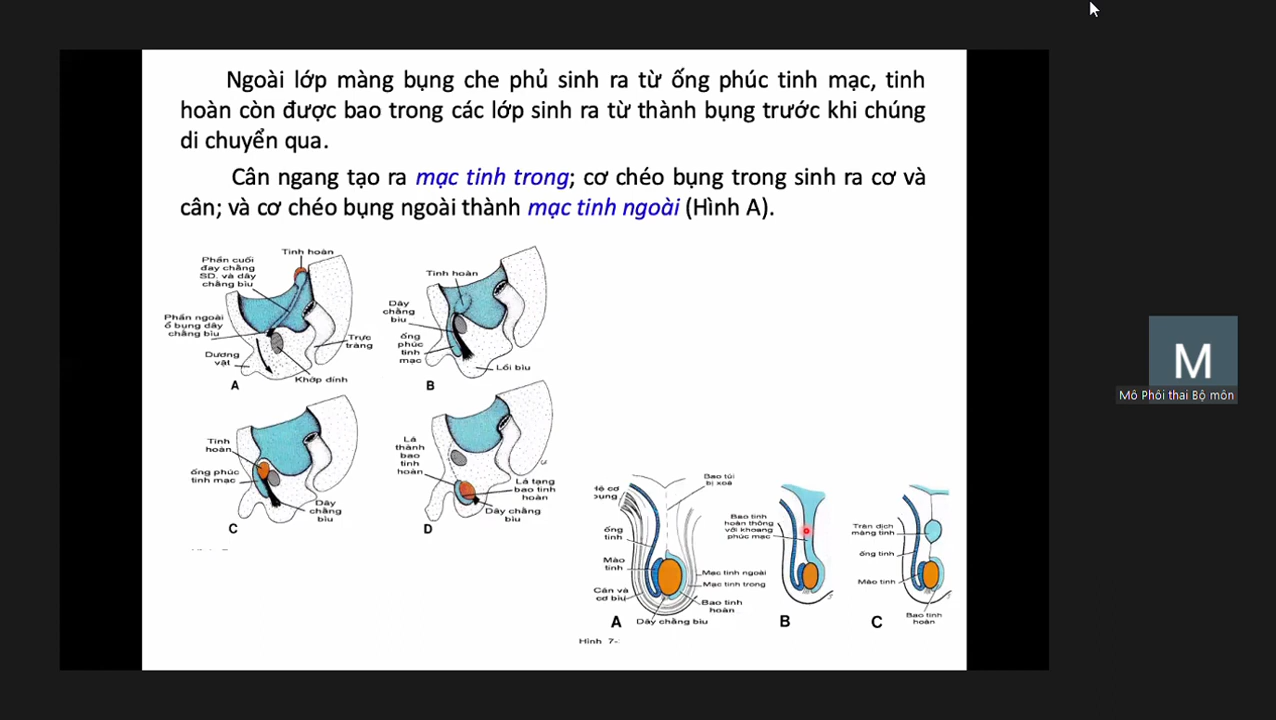 Ngoài lớp màng bụng che phủ sinh ra từ ống phúc tinh mạc, tinh
hoàn còn được bao trong các lớp sinh ra từ thành bụng trước khi chúng
di chuyển qua.
Cân ngang tạo ra mạc tinh trong; cơ chéo bụng trong sinh ra cơ và
cân; và cơ chéo bụng ngoài thành mạc tinh ngoài (Hình A).
Tinh hoàn
Phần cuối
đay chằng
SD. và dây
chằng bìu
Phần ngoài
ổ bụng dây
chằng bìu
Dương
vật
Trực
tràng
Khớp dính
A
Tinh hoàn
Dây
chằng
bìu
ống
phúc
tinh
mạc
Lồi bìu
B
Tinh
hoàn
ống phúc
tinh mạc
Dây
chằng
bìu
C
Lá
thành
bao
tinh
hoàn
Lá tạng
bao tinh
hoàn
Dây chằng
bìu
D
Bao túi
bị xoá
Hệ cơ
bụng
ống
tinh
Mào
tinh
Cân và
cơ bìu
Mạc tinh ngoài
Mạc tinh trong
Bao tinh
hoàn
Dây chằng bìu
A
Bao tinh
hoàn thông
với khoang
phúc mạc
B
Tràn dịch
màng tinh
ống tinh
Mào tinh
Bao tinh
hoàn
C
Hình 7-
M
Mô Phôi thai Bộ môn